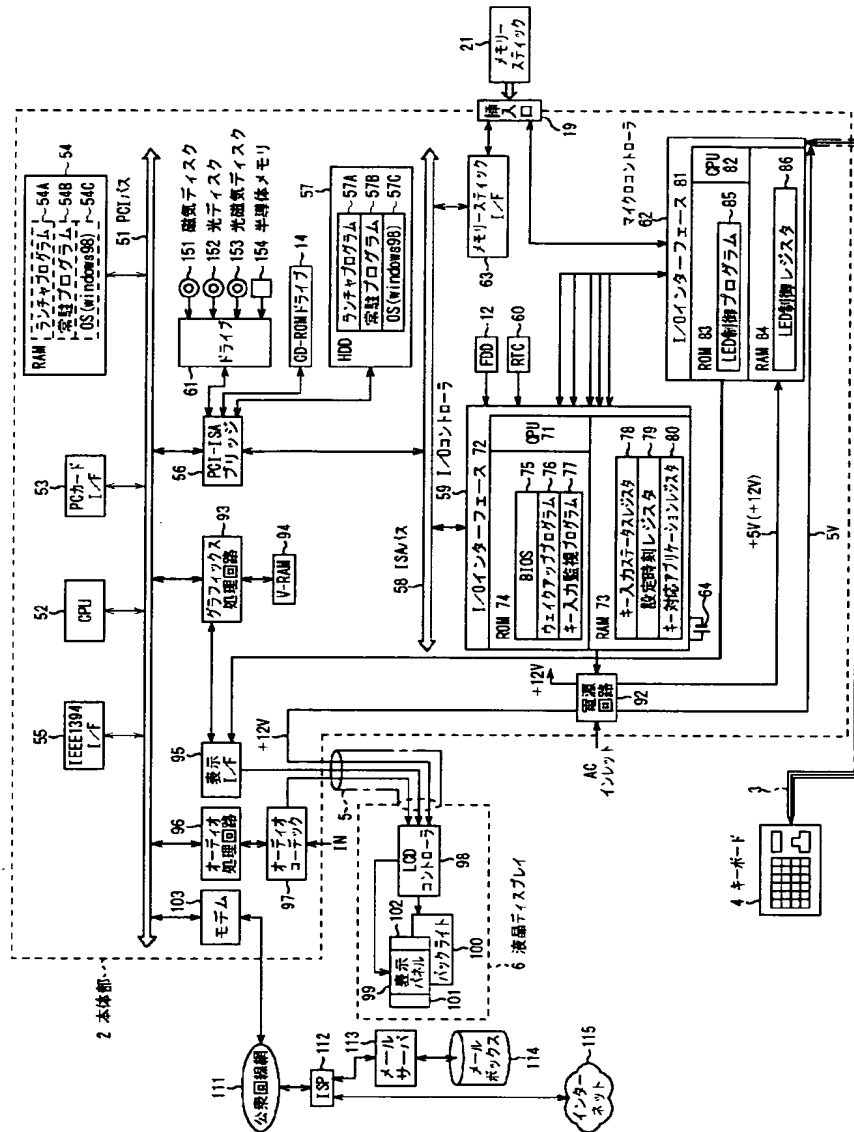 2 本体部
103
モデム
96
オーディオ
処理回路
オーディオ
コーデック
97
IN
95
表示
I/F
55
IEEE1394
I/F
52
CPU
53
PCカード
I/F
54
RAM
ランチャプログラム
54A
常駐プログラム
54B
OS(windows98)
54C
51 PCIバス
93
グラフィックス
処理回路
V-RAM
94
56
PCI-ISA
ブリッジ
61
ドライブ
151 磁気ディスク
152 光ディスク
153 光磁気ディスク
154 半導体メモリ
CD-ROMドライブ
14
57
HDD
ランチャプログラム
57A
常駐プログラム
57B
OS(windows98)
57C
58 ISAバス
59 I/Oコントローラ
I/Oインターフェース 72
ROM 74
CPU
71
BIOS
75
ウェイクアッププログラム
76
キー入力監視プログラム
77
RAM 73
キー入力ステータスレジスタ
78
設定時刻レジスタ
79
キー対応アプリケーションレジスタ
80
64
FDD
12
RTC
60
メモリースティック
I/F
63
挿入口
19
21
メモリー
スティック
マイクロコントローラ
62
I/Oインターフェース 81
ROM 83
CPU
82
LED制御プログラム
85
RAM 84
LED制御レジスタ
86
+12V
+12V
電源
回路
92
AC
インレット
+5V(+12V)
5V
5
LCD
コントローラ
98
99
表示
パネル
102
101
バックライト
100
6 液晶ディスプレイ
3
4 キーボード
111
公衆回線網
ISP
112
113
メール
サーバ
メール
ボックス
114
インター
ネット
115